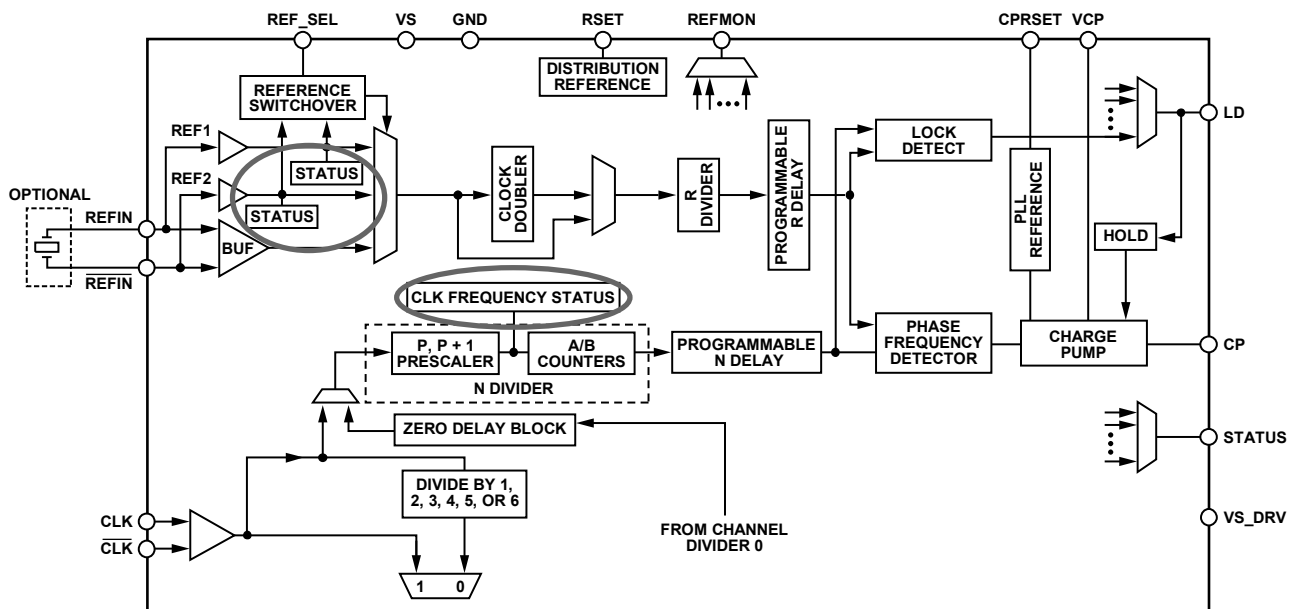 REF_SEL
VS
GND
RSET
REFMON
CPRSET
VCP
DISTRIBUTION
REFERENCE
REFERENCE
SWITCHOVER
REF1
REF2
STATUS
STATUS
BUF
OPTIONAL
REFIN
REFIN
CLOCK
DOUBLER
R
DIVIDER
PROGRAMMABLE
R DELAY
LOCK
DETECT
PLL
REFERENCE
HOLD
LD
CLK FREQUENCY STATUS
P, P + 1
PRESCALER
A/B
COUNTERS
N DIVIDER
PROGRAMMABLE
N DELAY
PHASE
FREQUENCY
DETECTOR
CHARGE
PUMP
CP
ZERO DELAY BLOCK
STATUS
DIVIDE BY 1,
2, 3, 4, 5, OR 6
FROM CHANNEL
DIVIDER 0
CLK
CLK
VS_DRV
1 0